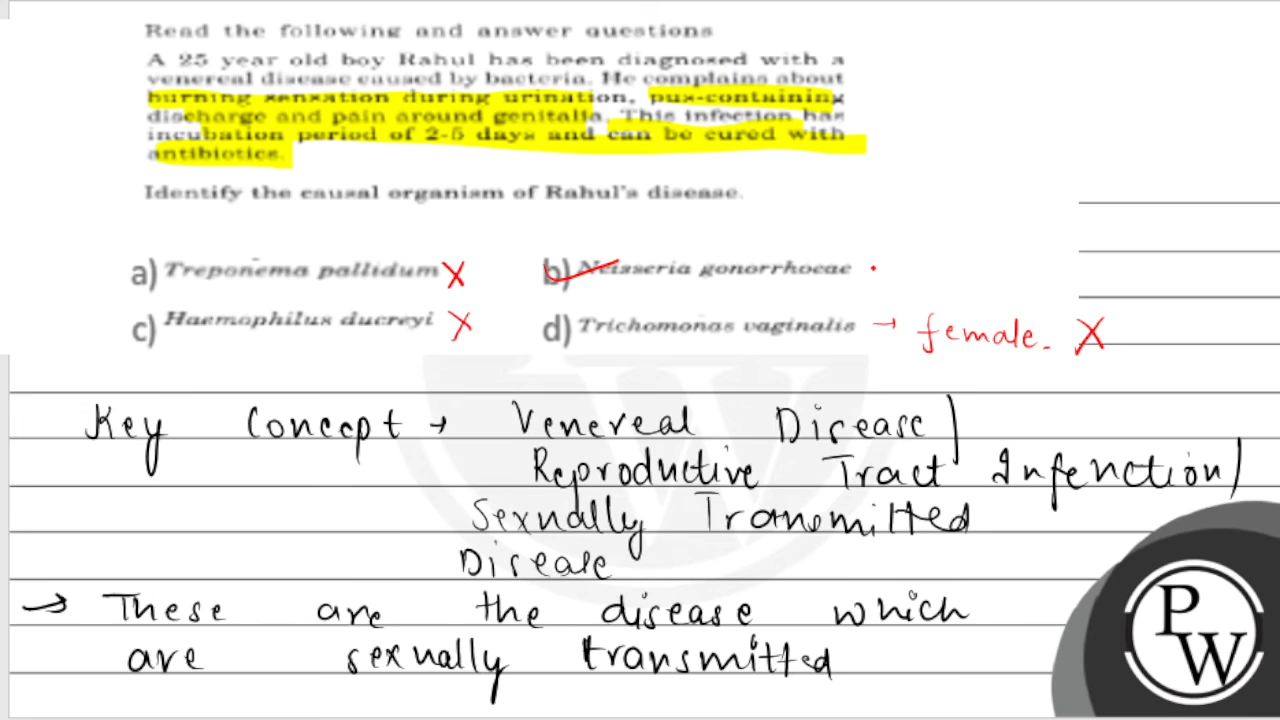 Read the following and answer questions
A 25 year old boy Rahul has been diagnosed with a
venereal disease caused by bacteria. He complains about
burning sensation during urination, pus-containing
discharge and pain around genitalia. This infection has
incubation period of 2-5 days and can be cured with
antibiotics.
Identify the causal organism of Rahul's disease.
a) Treponema pallidum X
b) Neisseria gonorrhoeae
c) Haemophilus ducreyi X
d) Trichomonas vaginalis → female. X
Key Concept → Venereal Disease /
Reproductive Tract Infenction /
Sexually Transmitted
Disease
→ These are the disease which
are sexually transmitted
P
W